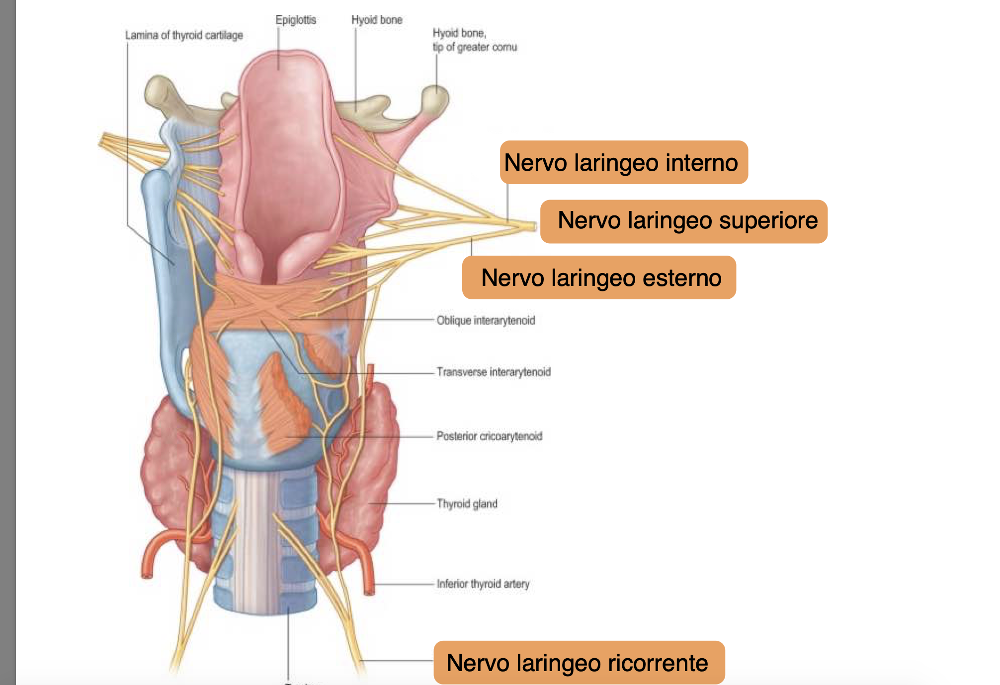 Epiglottis
Hyoid bone
Lamina of thyroid cartilage
Hyoid bone,
tip of greater cornu
Nervo laringeo interno
Nervo laringeo superiore
Nervo laringeo esterno
Oblique interarytenoid
Transverse interarytenoid
Posterior cricoarytenoid
Thyroid gland
Inferior thyroid artery
Nervo laringeo ricorrente